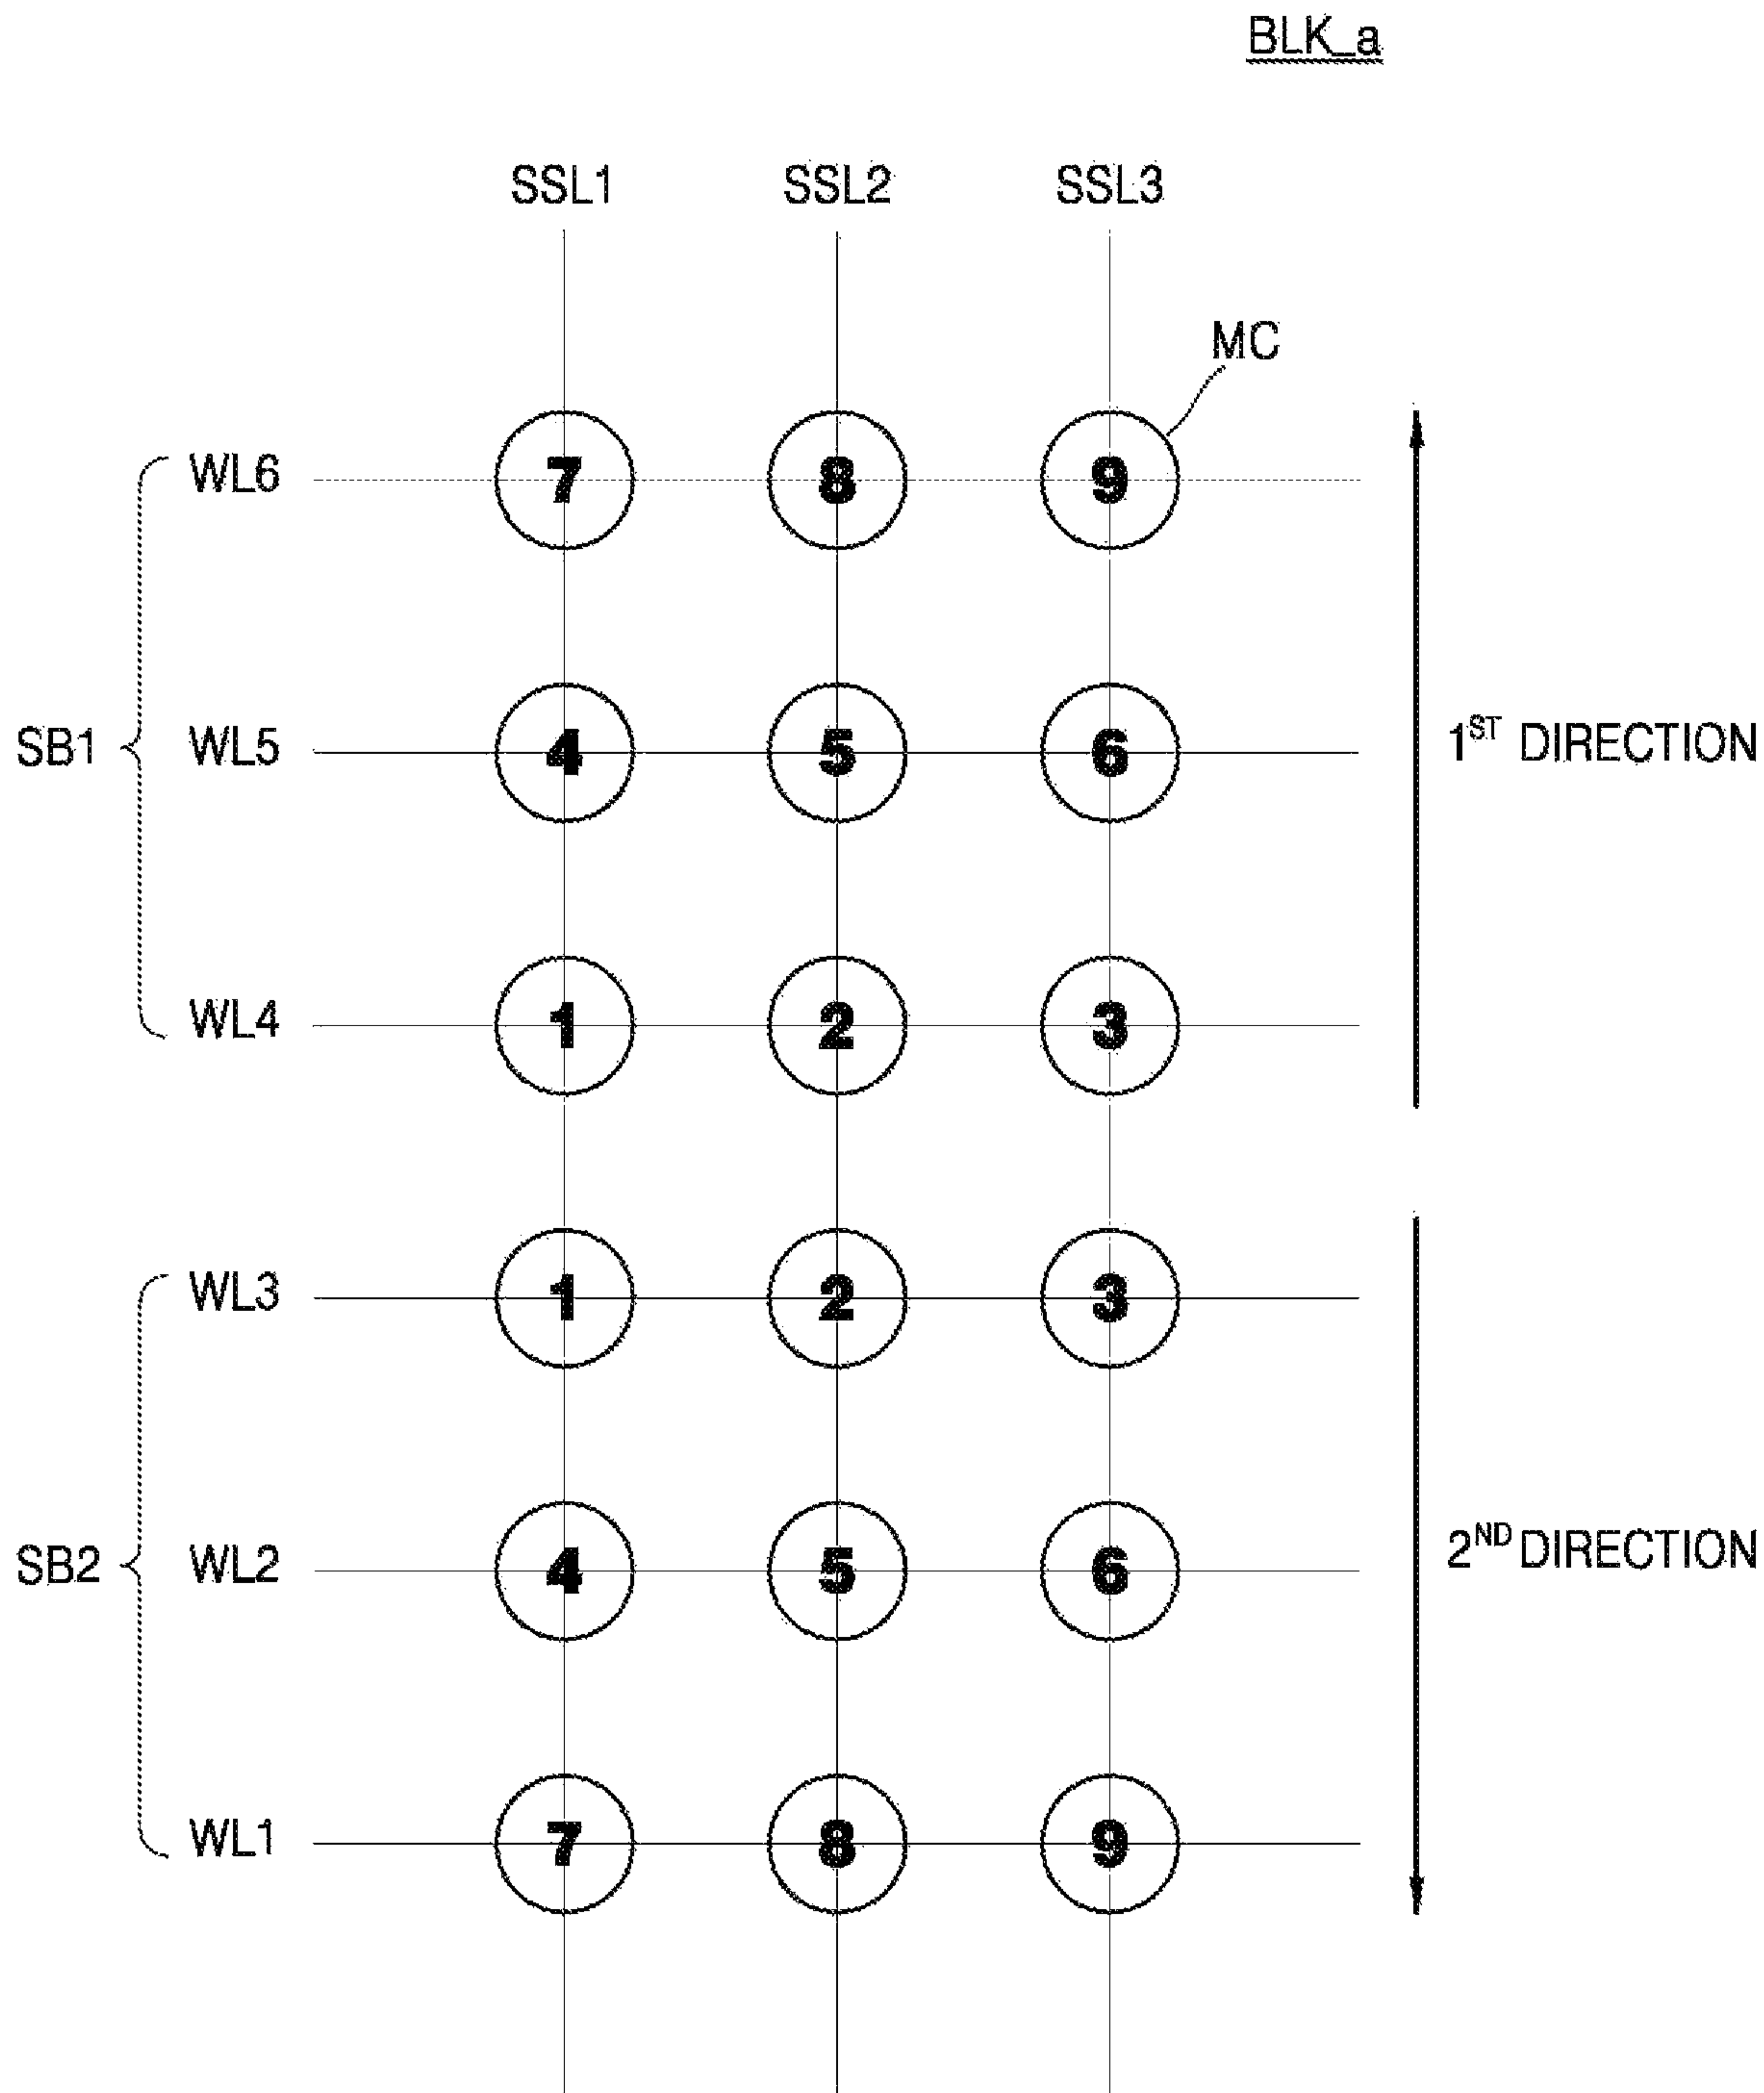 BLK_a
SSL1 SSL2 SSL3
MC
WL6 7 8 9
SB1 WL5 4 5 6 1ST DIRECTION
WL4 1 2 3
WL3 1 2 3
SB2 WL2 4 5 6 2ND DIRECTION
WL1 7 8 9